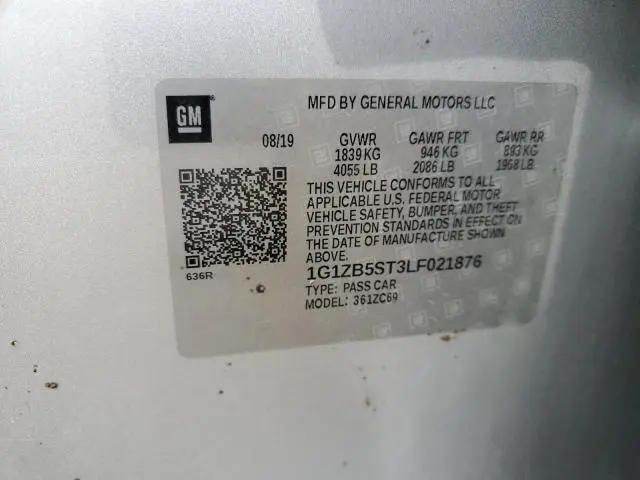 GM
MFD BY GENERAL MOTORS LLC
08/19 GVWR GAWR FRT GAWR RR
1839 KG 946 KG 893 KG
4055 LB 2086 LB 1968 LB
THIS VEHICLE CONFORMS TO ALL
APPLICABLE U.S. FEDERAL MOTOR
VEHICLE SAFETY, BUMPER, AND THEFT
PREVENTION STANDARDS IN EFFECT ON
THE DATE OF MANUFACTURE SHOWN
ABOVE.
636R
1G1ZB5ST3LF021876
TYPE: PASS CAR
MODEL: 361ZC69